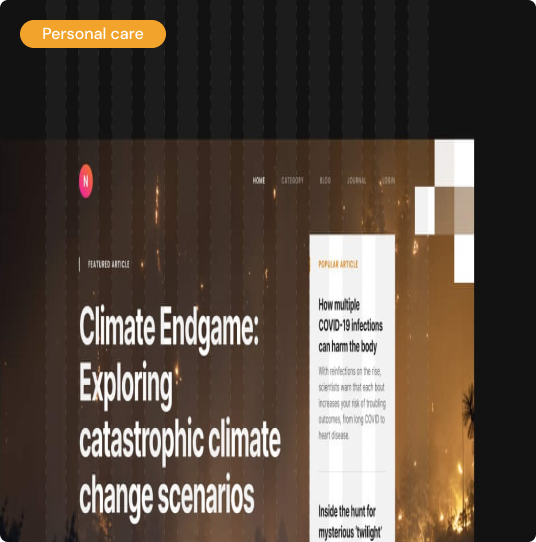 Personal care
N
HOME CATEGORY BLOG JOURNAL LOGIN
FEATURED ARTICLE
POPULAR ARTICLE
Climate Endgame:
Exploring
catastrophic climate
change scenarios
How multiple
COVID-19 infections
can harm the body
With reinfections on the rise,
scientists warn that each bout
increases your risk of troubling
outcomes, from long COVID to
heart disease.
Inside the hunt for
mysterious 'twilight'